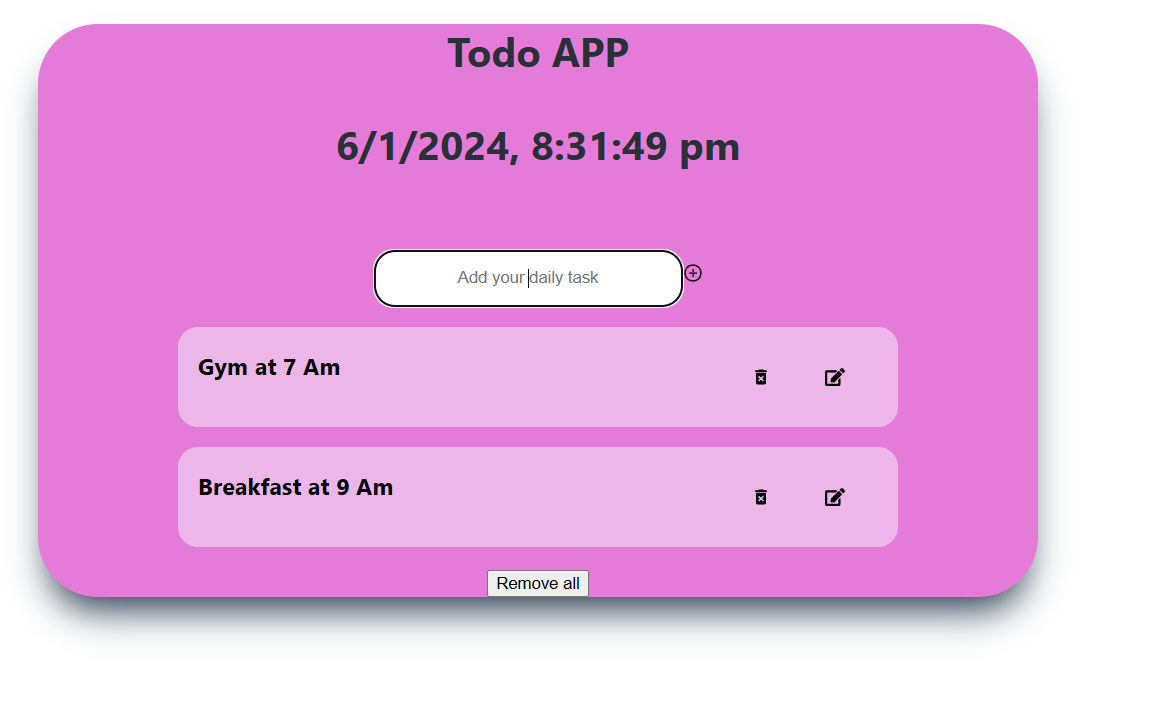 Todo APP
6/1/2024, 8:31:49 pm
Add your daily task
Gym at 7 Am
Breakfast at 9 Am
Remove all